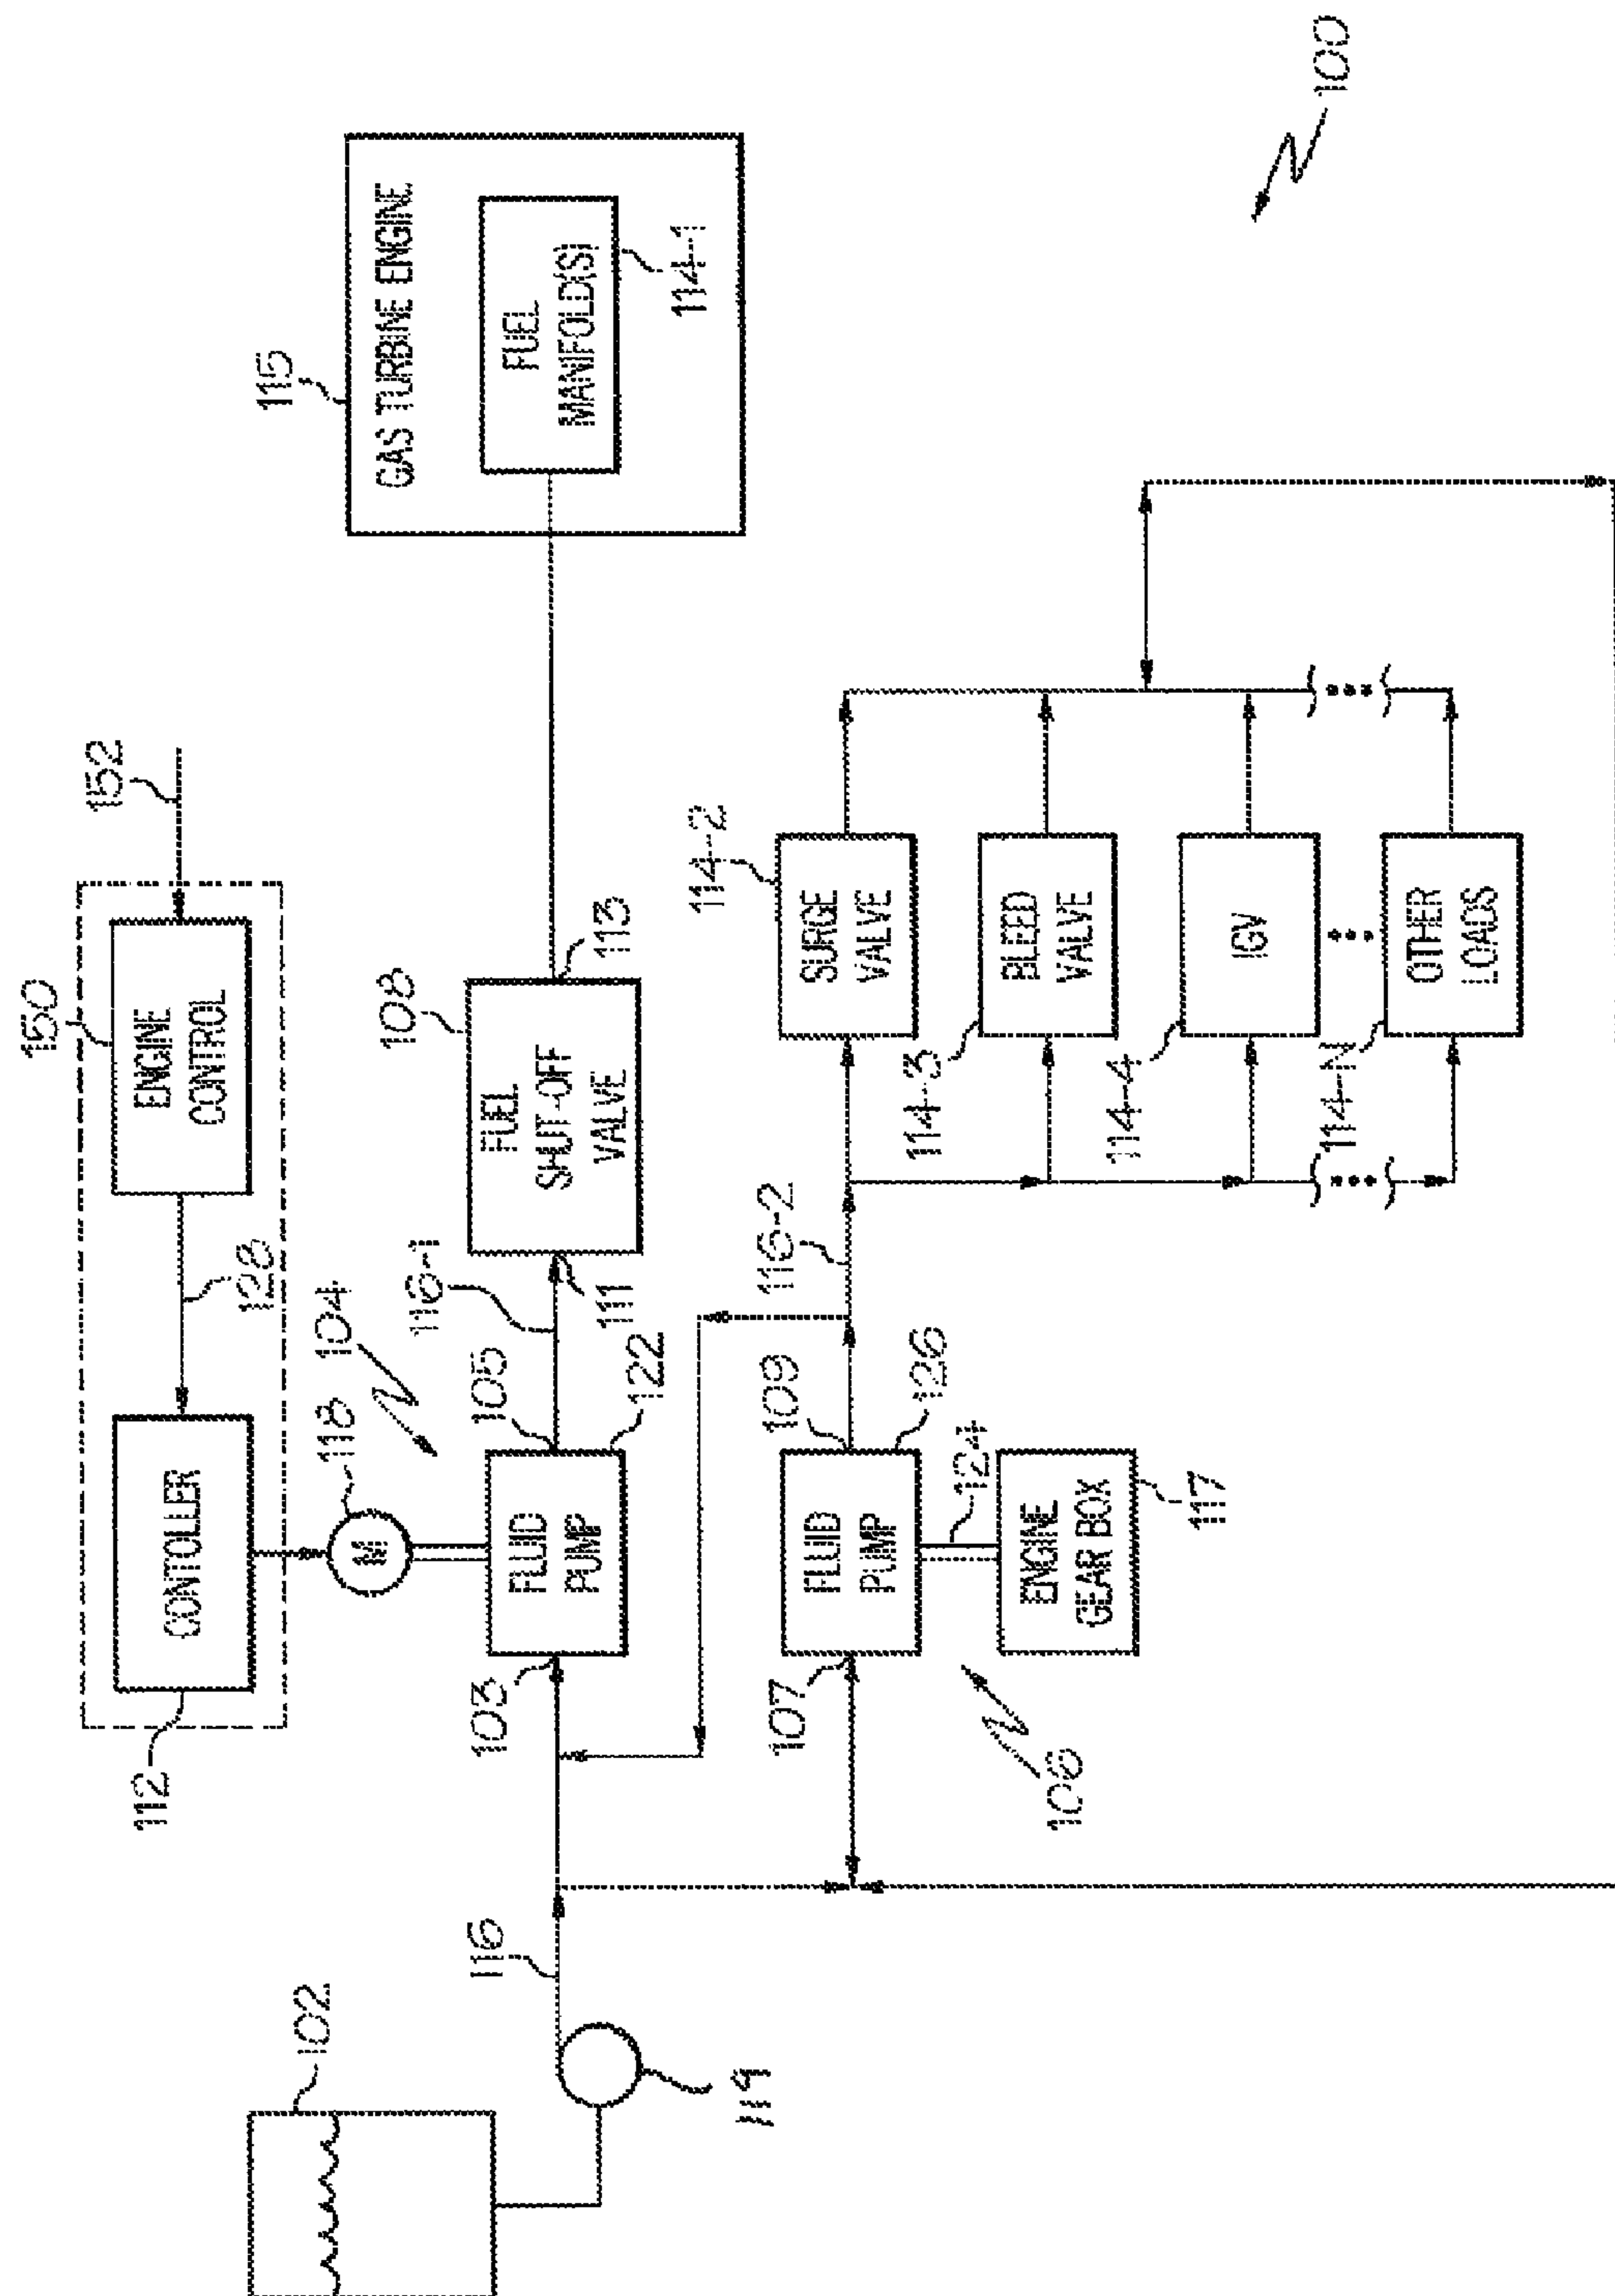 100
115
GAS TURBINE ENGINE
FUEL
MANIFOLD(S)
114-1
152
150
ENGINE
CONTROL
128
CONTOLLER
112
118
M
104
108
FUEL
SHUT-OFF
VALVE
113
111
116-1
105
122
FLUID
PUMP
103
114-2
SURGE
VALVE
114-3
BLEED
VALVE
114-4
IGV
114-N
OTHER
LOADS
116-2
109
126
FLUID
PUMP
107
124
ENGINE
GEAR BOX
117
106
116
102
119